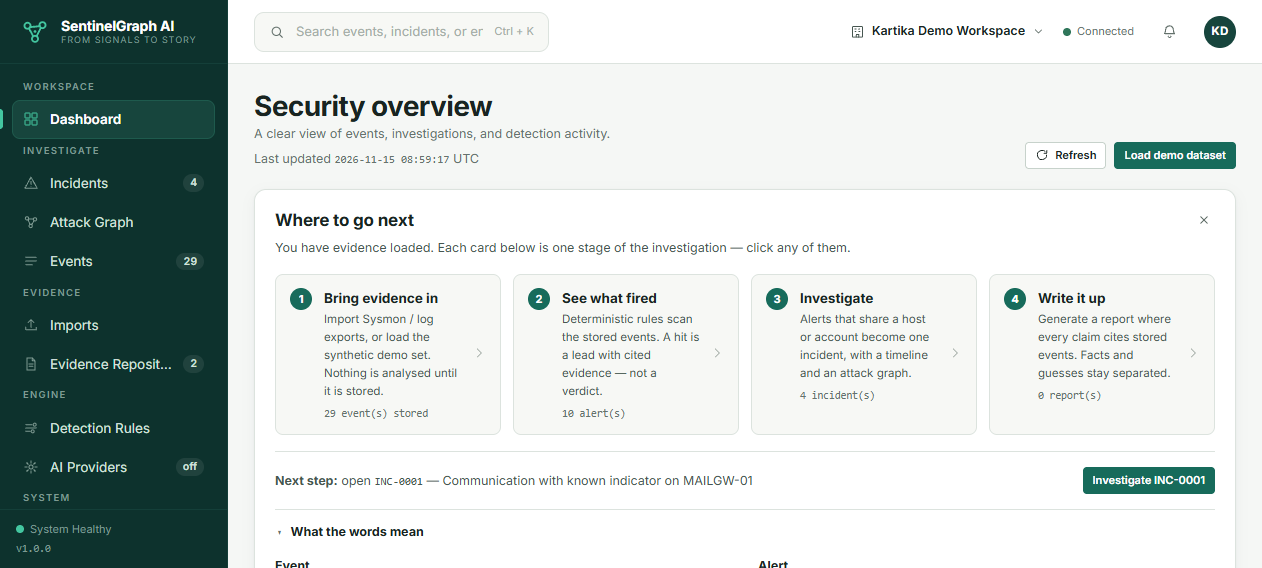 SentinelGraph AI
FROM SIGNALS TO STORY
WORKSPACE
Dashboard
INVESTIGATE
Incidents 4
Attack Graph
Events 29
EVIDENCE
Imports
Evidence Reposit... 2
ENGINE
Detection Rules
AI Providers off
SYSTEM
System Healthy
v1.0.0
Search events, incidents, or er Ctrl + K
Kartika Demo Workspace
Connected
KD
Security overview
A clear view of events, investigations, and detection activity.
Last updated 2026-11-15 08:59:17 UTC
Refresh
Load demo dataset
Where to go next
You have evidence loaded. Each card below is one stage of the investigation — click any of them.
1 Bring evidence in
Import Sysmon / log
exports, or load the
synthetic demo set.
Nothing is analysed until
it is stored.
29 event(s) stored
2 See what fired
Deterministic rules scan
the stored events. A hit is
a lead with cited
evidence — not a
verdict.
10 alert(s)
3 Investigate
Alerts that share a host
or account become one
incident, with a timeline
and an attack graph.
4 incident(s)
4 Write it up
Generate a report where
every claim cites stored
events. Facts and
guesses stay separated.
0 report(s)
Next step: open INC-0001 — Communication with known indicator on MAILGW-01
Investigate INC-0001
What the words mean
Event
Alert